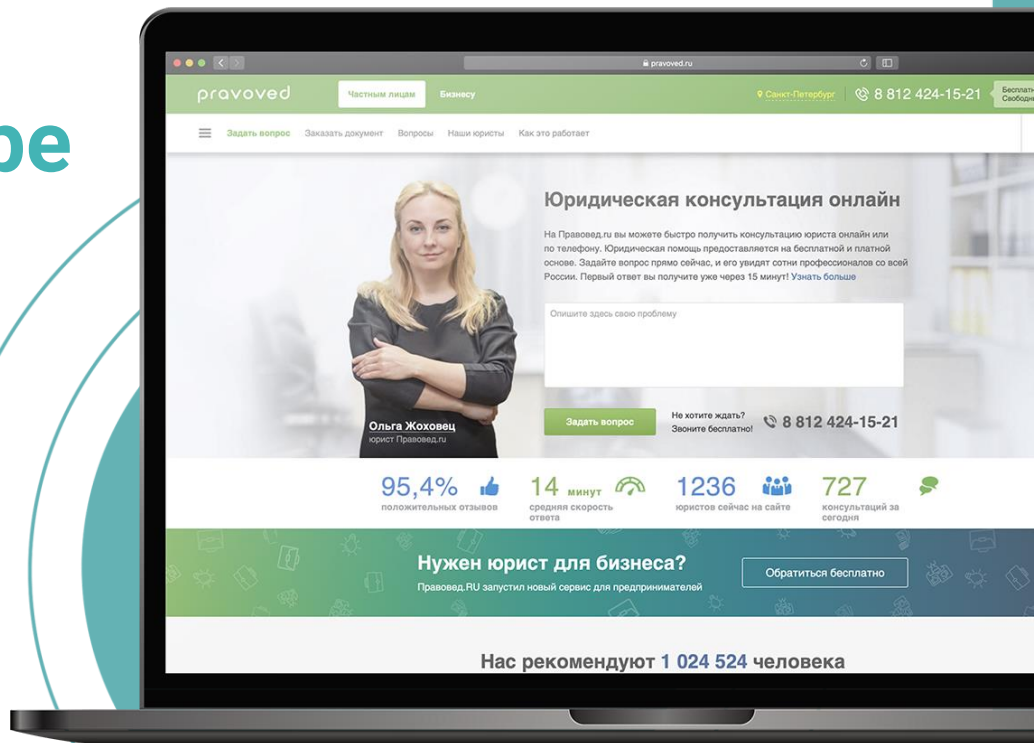 ре
pravoved.ru
pravoved
Частным лицам
Бизнесу
Санкт-Петербург
8 812 424-15-21
Задать вопрос
Заказать документ
Вопросы
Наши юристы
Как это работает
Юридическая консультация онлайн
На Правовед.ru вы можете быстро получить консультацию юриста онлайн или
по телефону. Юридическая помощь предоставляется на бесплатной и платной
основе. Задайте вопрос прямо сейчас, и его увидят сотни профессионалов со всей
России. Первый ответ вы получите уже через 15 минут! Узнать больше
Опишите здесь свою проблему
Задать вопрос
Не хотите ждать?
Звоните бесплатно!
8 812 424-15-21
Ольга Жоховец
юрист Правовед.ru
95,4%
положительных отзывов
14 минут
средняя скорость
ответа
1236
юристов сейчас на сайте
727
консультаций за
сегодня
Нужен юрист для бизнеса?
Правовед.RU запустил новый сервис для предпринимателей
Обратиться бесплатно
Нас рекомендуют 1 024 524 человека